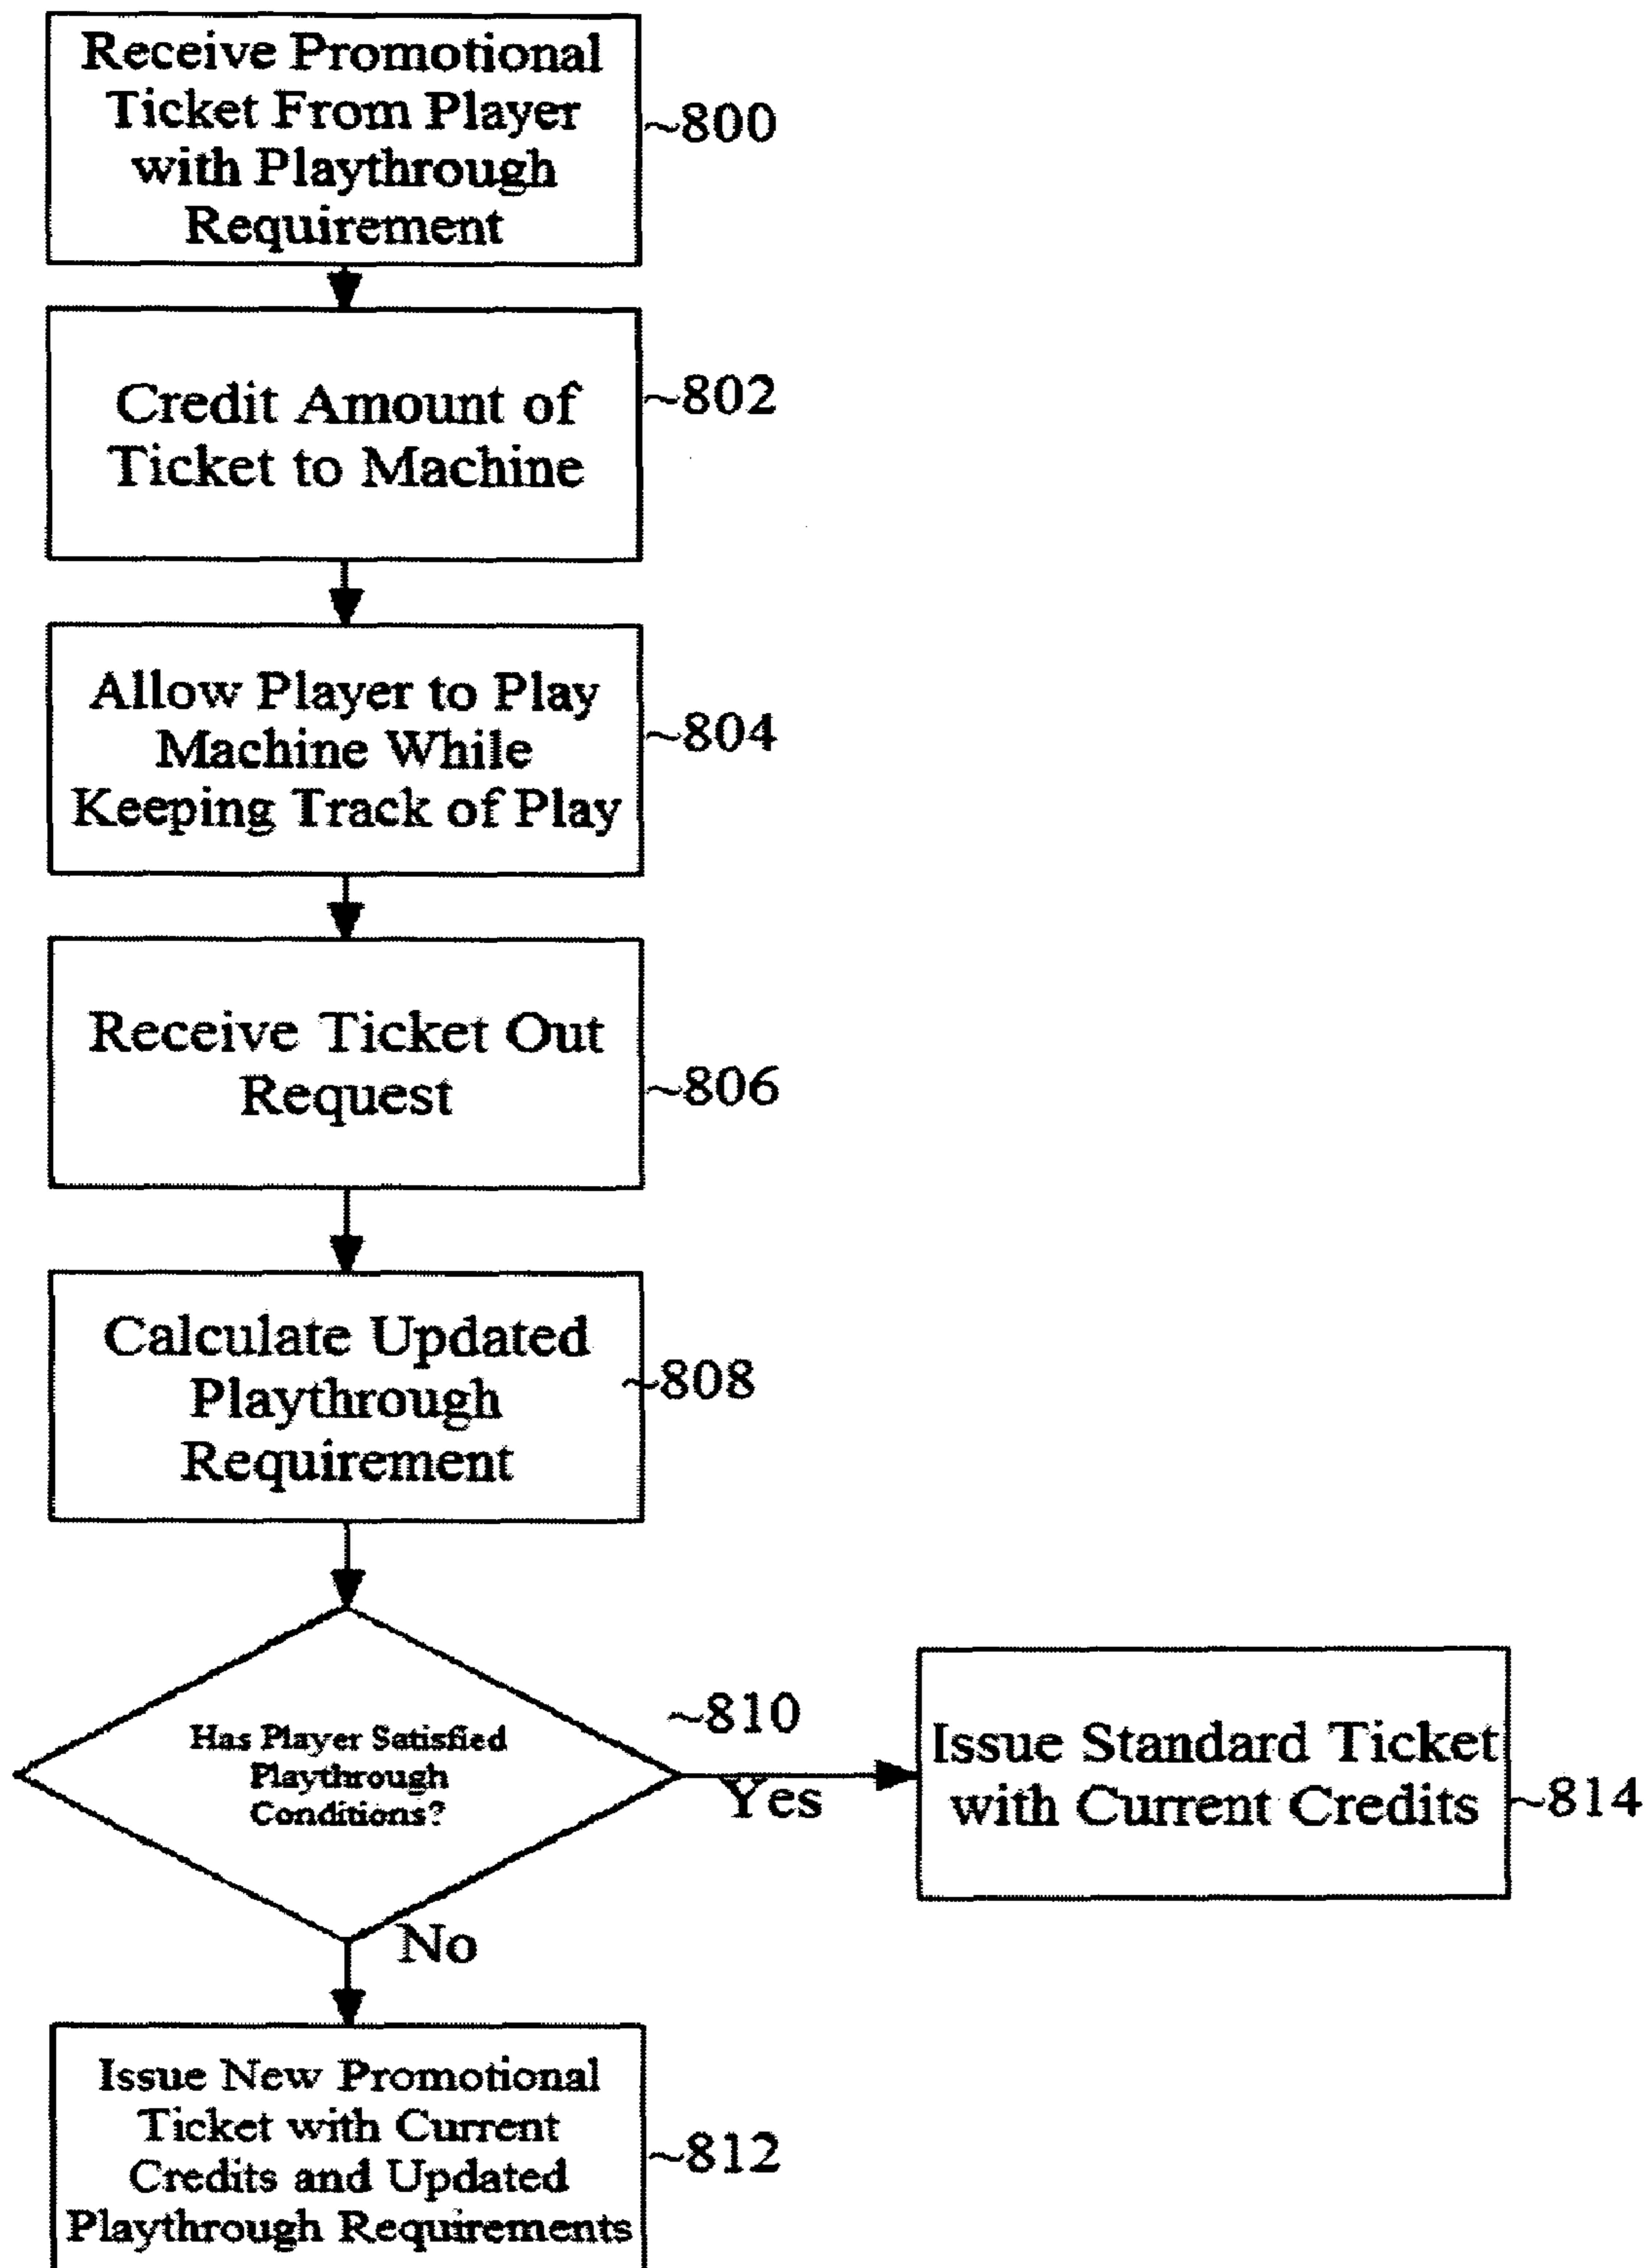 Receive Promotional
Ticket From Player
with Playthrough
Requirement
~800
Credit Amount of
Ticket to Machine
~802
Allow Player to Play
Machine While
Keeping Track of Play
~804
Receive Ticket Out
Request
~806
Calculate Updated
Playthrough
Requirement
~808
Has Player Satisfied
Playthrough
Conditions?
~810
Yes
Issue Standard Ticket
with Current Credits
~814
No
Issue New Promotional
Ticket with Current
Credits and Updated
Playthrough Requirements
~812